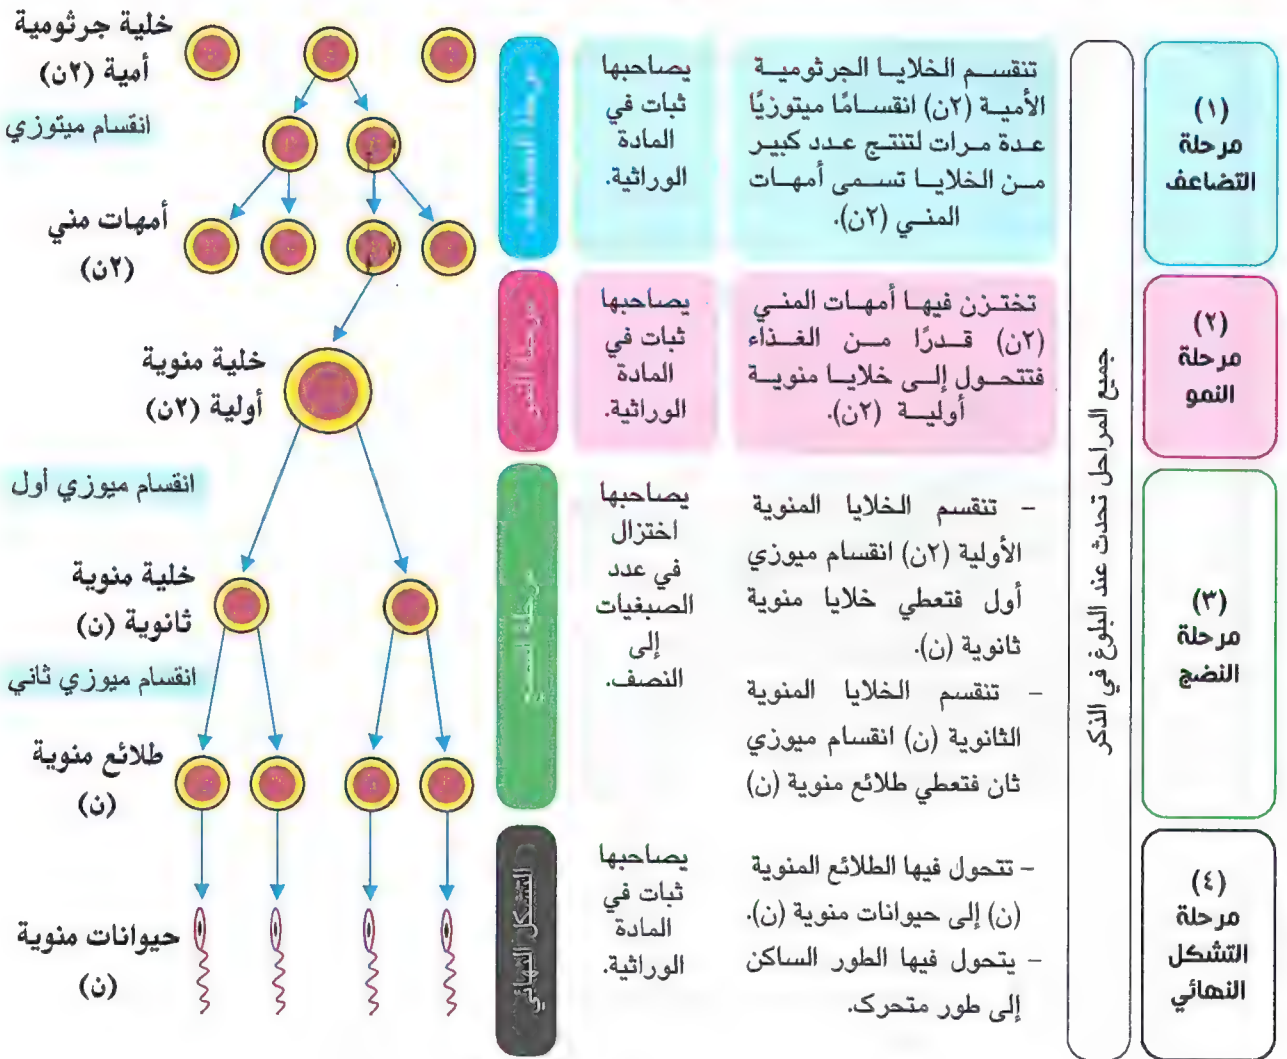 (١)
مرحلة
التضاعف
(٢)
مرحلة
النمو
(٣)
مرحلة
النضج
(٤)
مرحلة
التشكل
النهائي
جميع المراحل تحدث عند البلوغ في الذكر
تنقسم الخلايا الجرثومية
الأمية (٢ن) انقسامًا ميتوزيًا
عدة مرات لتنتج عدد كبير
من الخلايا تسمى أمهات
المني (٢ن).
يصاحبها
ثبات في
المادة
الوراثية.
تختزن فيها أمهات المني
(٢ن) قدرًا من الغذاء
فتتحول إلى خلايا منوية
أولية (٢ن).
يصاحبها
ثبات في
المادة
الوراثية.
- تنقسم الخلايا المنوية
الأولية (٢ن) انقسام ميوزي
أول فتعطي خلايا منوية
ثانوية (ن).
- تنقسم الخلايا المنوية
الثانوية (ن) انقسام ميوزي
ثان فتعطي طلائع منوية (ن)
يصاحبها
اختزال
في عدد
الصبغيات
إلى
النصف.
- تتحول فيها الطلائع المنوية
(ن) إلى حيوانات منوية (ن).
- يتحول فيها الطور الساكن
إلى طور متحرك.
يصاحبها
ثبات في
المادة
الوراثية.
مرحلة التضاعف
مرحلة النمو
مرحلة النضج
التشكل النهائي
خلية جرثومية
أمية (٢ن)
انقسام ميتوزي
أمهات مني
(٢ن)
خلية منوية
أولية (٢ن)
انقسام ميوزي أول
خلية منوية
ثانوية (ن)
انقسام ميوزي ثاني
طلائع منوية
(ن)
حيوانات منوية
(ن)